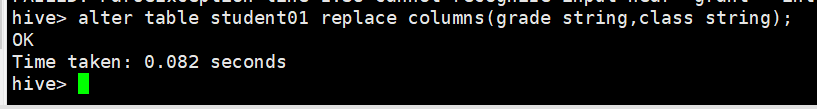 hive> alter table student01 replace columns(grade string,class string);
OK
Time taken: 0.082 seconds
hive>